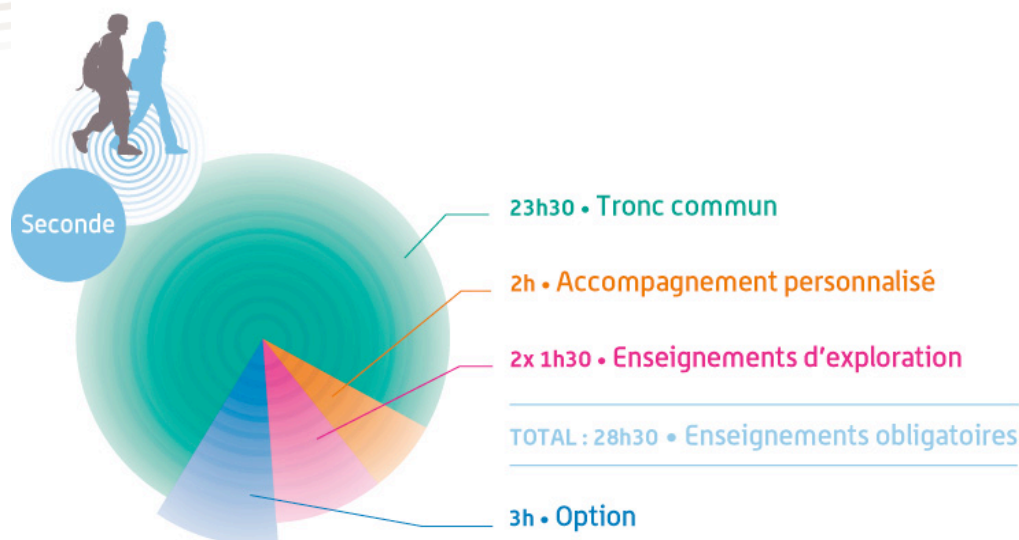 Seconde
23h30 • Tronc commun
2h • Accompagnement personnalisé
2x 1h30 • Enseignements d'exploration
TOTAL : 28h30 • Enseignements obligatoires
3h • Option